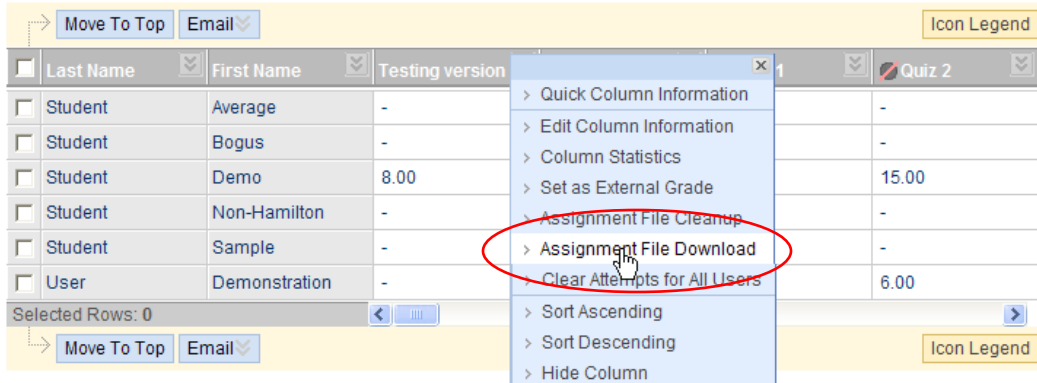 Move To Top Email Icon Legend
Last Name First Name Testing version 1 Quiz 2
Quick Column Information
Student Average - -
Edit Column Information
Student Bogus - -
Column Statistics
Student Demo 8.00 15.00
Set as External Grade
Student Non-Hamilton - -
Assignment File Cleanup
Student Sample - Assignment File Download -
User Demonstration - Clear Attempts for All Users 6.00
Selected Rows: 0 Sort Ascending
Move To Top Email Sort Descending Icon Legend
Hide Column